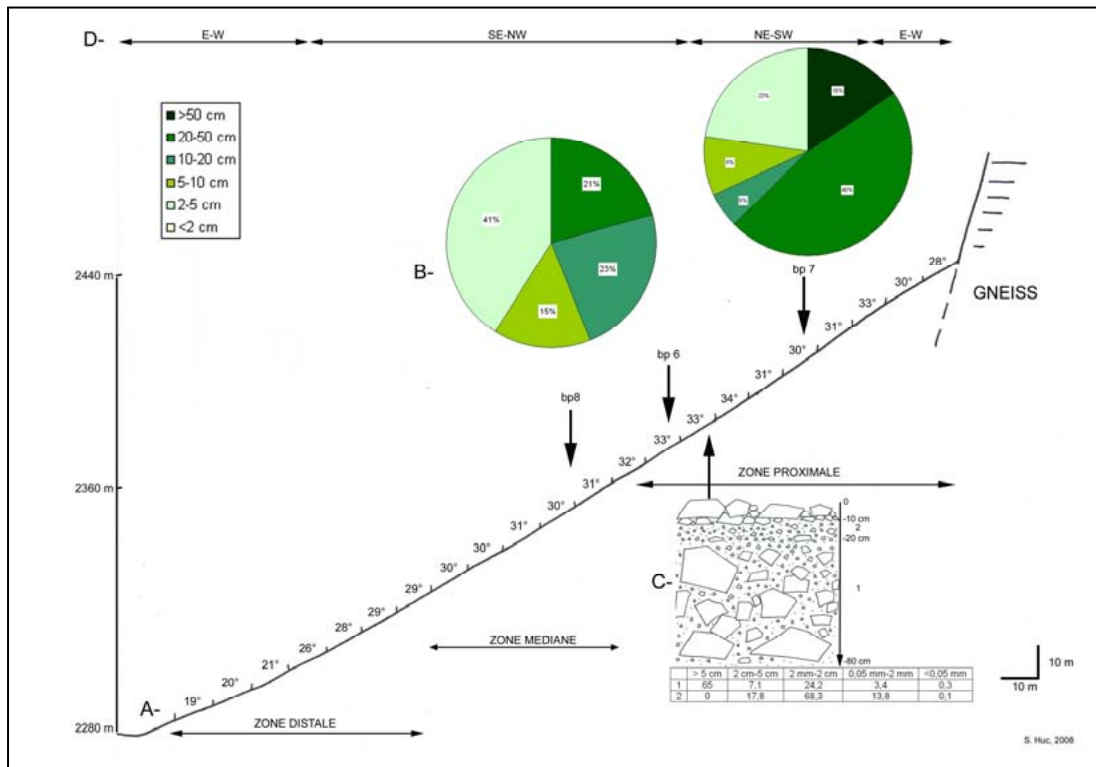 D-
E-W SE-NW NE-SW E-W
>50 cm
20-50 cm
10-20 cm
5-10 cm
2-5 cm
<2 cm
B-
21%
23%
15%
41%
16%
46%
23%
bp 7
bp 6
bp8
GNEISS
2440 m
2360 m
2280 m
28°
30°
33°
31°
30°
31°
34°
33°
33°
32°
31°
30°
31°
30°
30°
29°
29°
28°
26°
21°
20°
19°
A-
ZONE PROXIMALE
ZONE MEDIANE
ZONE DISTALE
C-
0
-10 cm
2
-20 cm
1
-80 cm
> 5 cm 2 cm-5 cm 2 mm-2 cm 0,05 mm-2 mm <0,05 mm
1 65 7,1 24,2 3,4 0,3
2 0 17,8 68,3 13,8 0,1
10 m
10 m
S. Huc, 2008